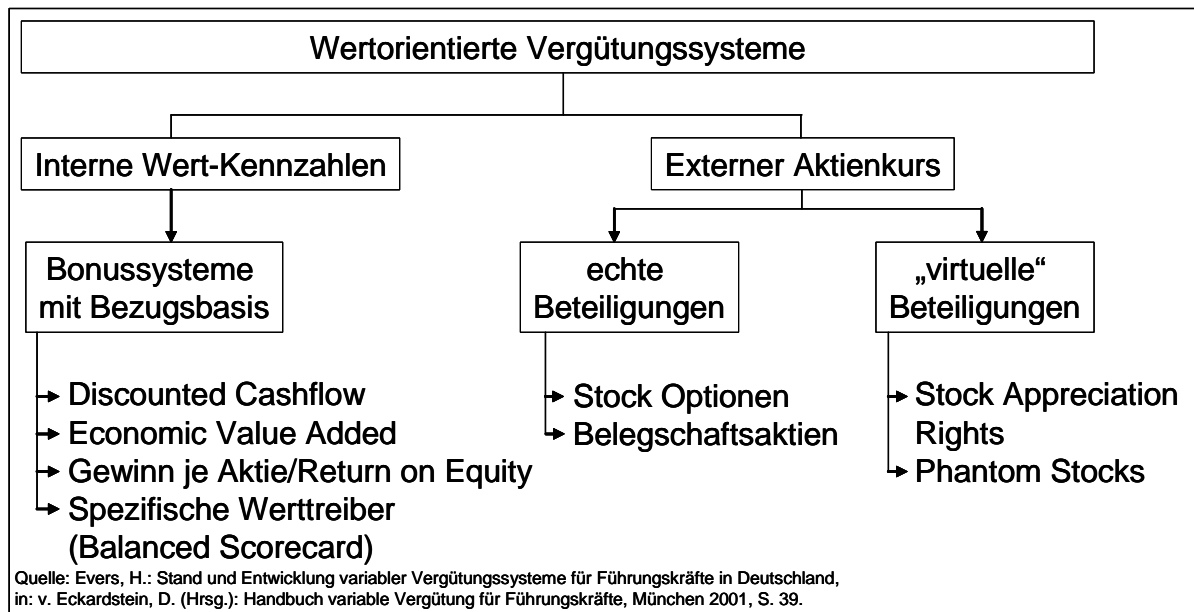 Wertorientierte Vergütungssysteme
Interne Wert-Kennzahlen
Externer Aktienkurs
Bonussysteme
mit Bezugsbasis
echte
Beteiligungen
„virtuelle“
Beteiligungen
Discounted Cashflow
Economic Value Added
Gewinn je Aktie/Return on Equity
Spezifische Werttreiber
(Balanced Scorecard)
Stock Optionen
Belegschaftsaktien
Stock Appreciation
Rights
Phantom Stocks
Quelle: Evers, H.: Stand und Entwicklung variabler Vergütungssysteme für Führungskräfte in Deutschland,
in: v. Eckardstein, D. (Hrsg.): Handbuch variable Vergütung für Führungskräfte, München 2001, S. 39.